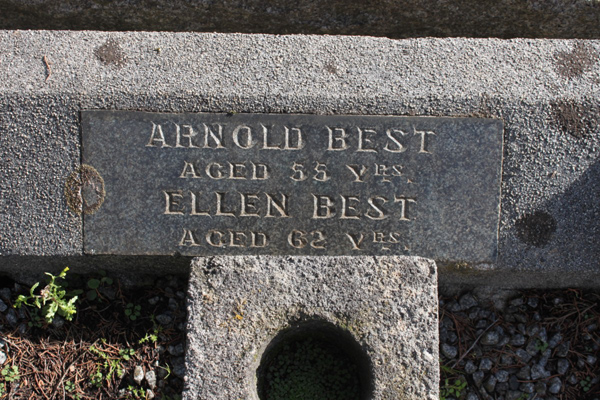 ARNOLD BEST
AGED 55 YRS.
ELLEN BEST
AGED 62 YRS.